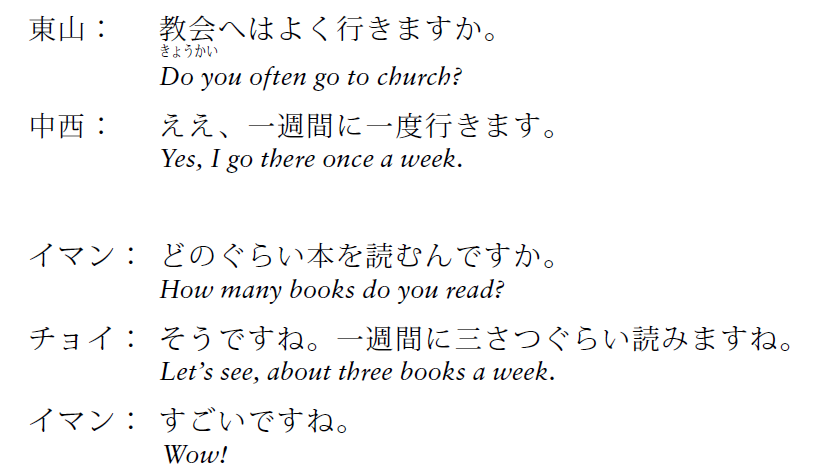 東山： 教会へはよく行きますか。
きょうかい
Do you often go to church?
中西： ええ、一週間に一度行きます。
Yes, I go there once a week.
イマン： どのぐらい本を読むんですか。
How many books do you read?
チョイ： そうですね。一週間に三さつぐらい読みますね。
Let's see, about three books a week.
イマン： すごいですね。
Wow!